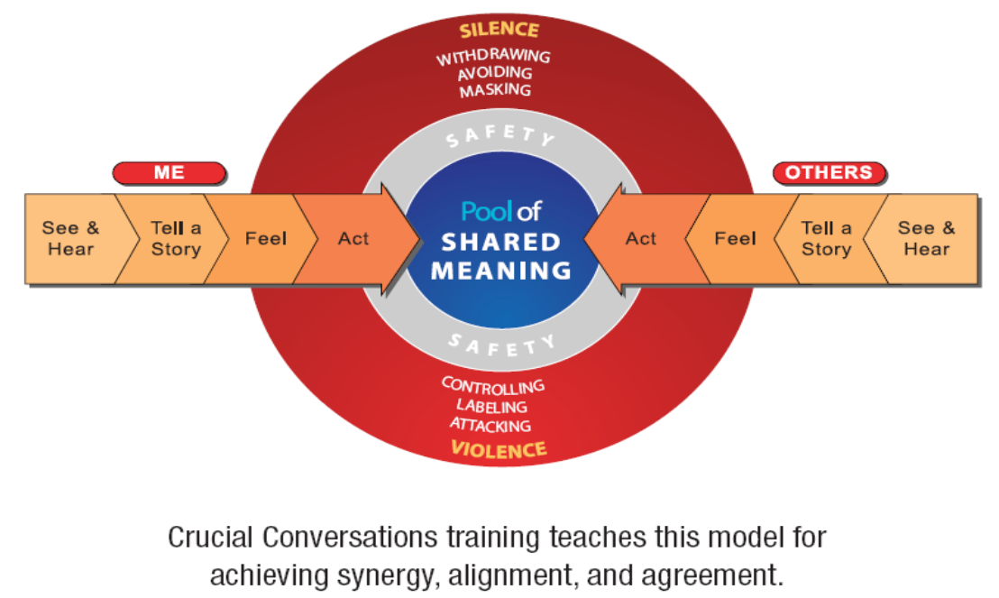 SILENCE
WITHDRAWING
AVOIDING
MASKING
SAFETY
ME
OTHERS
See &
Hear
Tell a
Story
Feel
Act
Pool of
SHARED
MEANING
Act
Feel
Tell a
Story
See &
Hear
SAFETY
CONTROLLING
LABELING
ATTACKING
VIOLENCE
Crucial Conversations training teaches this model for
achieving synergy, alignment, and agreement.